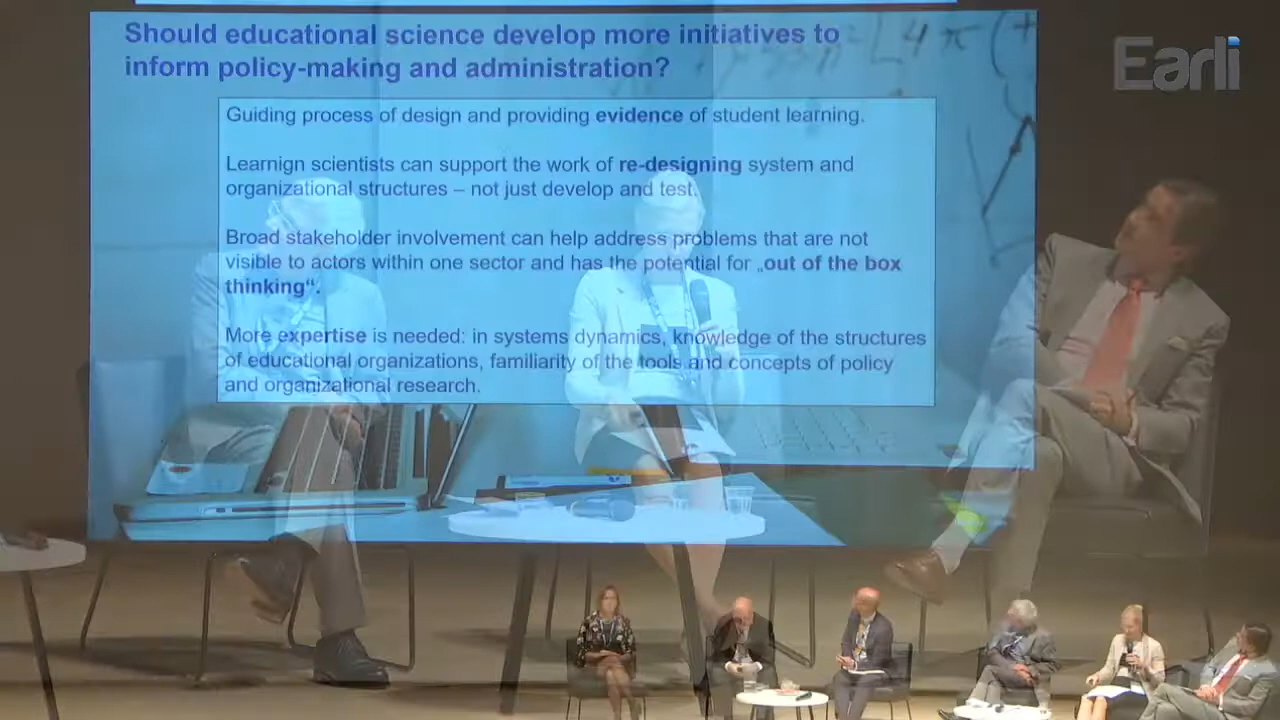 Should educational science develop more initiatives to
inform policy-making and administration?
Earli
Guiding process of design and providing evidence of student learning.
Learnign scientists can support the work of re-designing system and
organizational structures – not just develop and test.
Broad stakeholder involvement can help address problems that are not
visible to actors within one sector and has the potential for „out of the box
thinking“.
More expertise is needed: in systems dynamics, knowledge of the structures
of educational organizations, familiarity of the tools and concepts of policy
and organizational research.